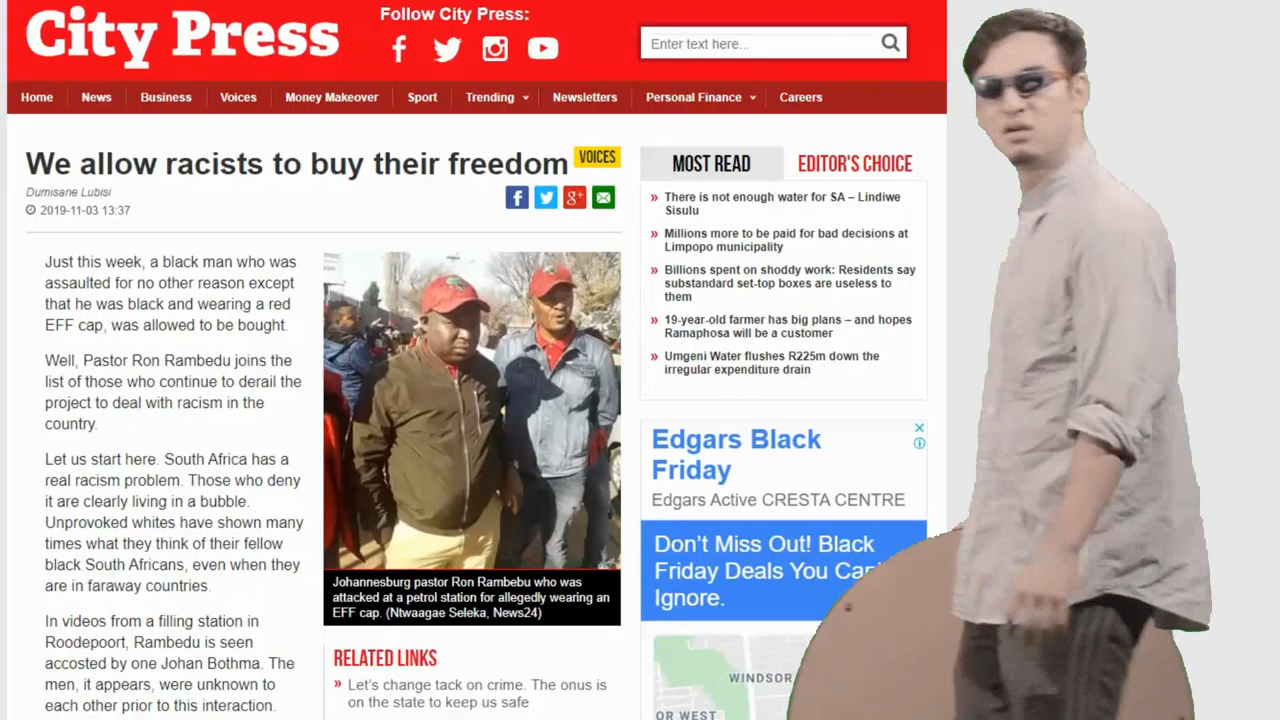 City Press
Follow City Press:
Enter text here...
Home News Business Voices Money Makeover Sport Trending Newsletters Personal Finance Careers
We allow racists to buy their freedom
VOICES
Dumisane Lubisi
2019-11-03 13:37
Just this week, a black man who was
assaulted for no other reason except
that he was black and wearing a red
EFF cap, was allowed to be bought.
Well, Pastor Ron Rambedu joins the
list of those who continue to derail the
project to deal with racism in the
country.
Let us start here. South Africa has a
real racism problem. Those who deny
it are clearly living in a bubble.
Unprovoked whites have shown many
times what they think of their fellow
black South Africans, even when they
are in faraway countries.
In videos from a filling station in
Roodepoort, Rambedu is seen
accosted by one Johan Bothma. The
men, it appears, were unknown to
each other prior to this interaction.
Johannesburg pastor Ron Rambebu who was
attacked at a petrol station for allegedly wearing an
EFF cap. (Ntwaagae Seleka, News24)
RELATED LINKS
Let's change tack on crime. The onus is
on the state to keep us safe
MOST READ
EDITOR'S CHOICE
There is not enough water for SA – Lindiwe
Sisulu
Millions more to be paid for bad decisions at
Limpopo municipality
Billions spent on shoddy work: Residents say
substandard set-top boxes are useless to
them
19-year-old farmer has big plans – and hopes
Ramaphosa will be a customer
Umgeni Water flushes R225m down the
irregular expenditure drain
Edgars Black
Friday
Edgars Active CRESTA CENTRE
Don't Miss Out! Black
Friday Deals You
Ignore.
WINDSOR
OR WEST